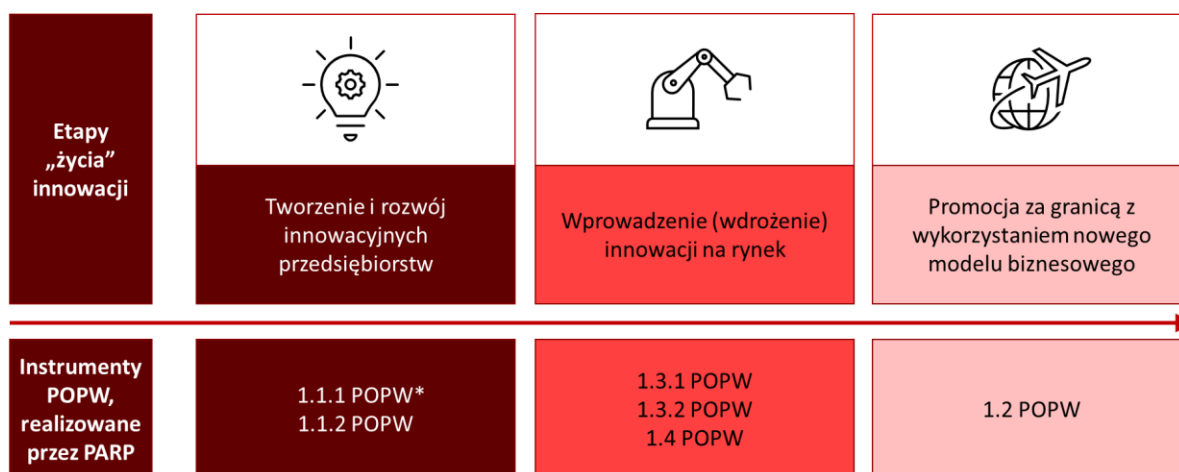 Etapy
„życia”
innowacji
Tworzenie i rozwój
innowacyjnych
przedsiębiorstw
Wprowadzenie (wdrożenie)
innowacji na rynek
Promocja za granicą z
wykorzystaniem nowego
modelu biznesowego
Instrumenty
POPW,
realizowane
przez PARP
1.1.1 POPW*
1.1.2 POPW
1.3.1 POPW
1.3.2 POPW
1.4 POPW
1.2 POPW